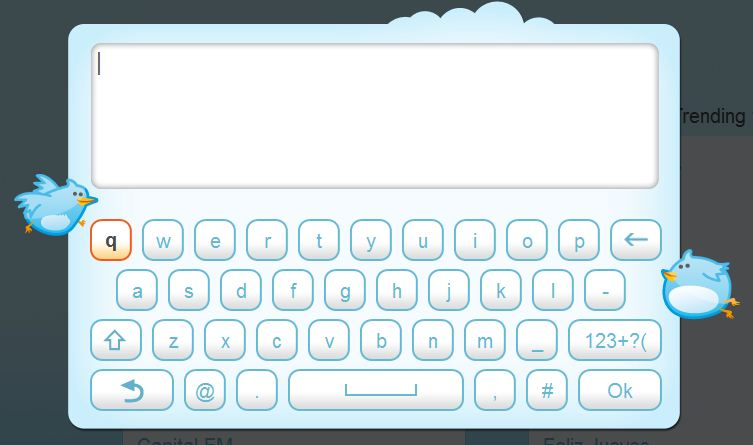 Trending
q w e r t y u i o p
a s d f g h j k l -
z x c v b n m _ 123+?(
@ . , # Ok
Capital FM
Feliz Jueves